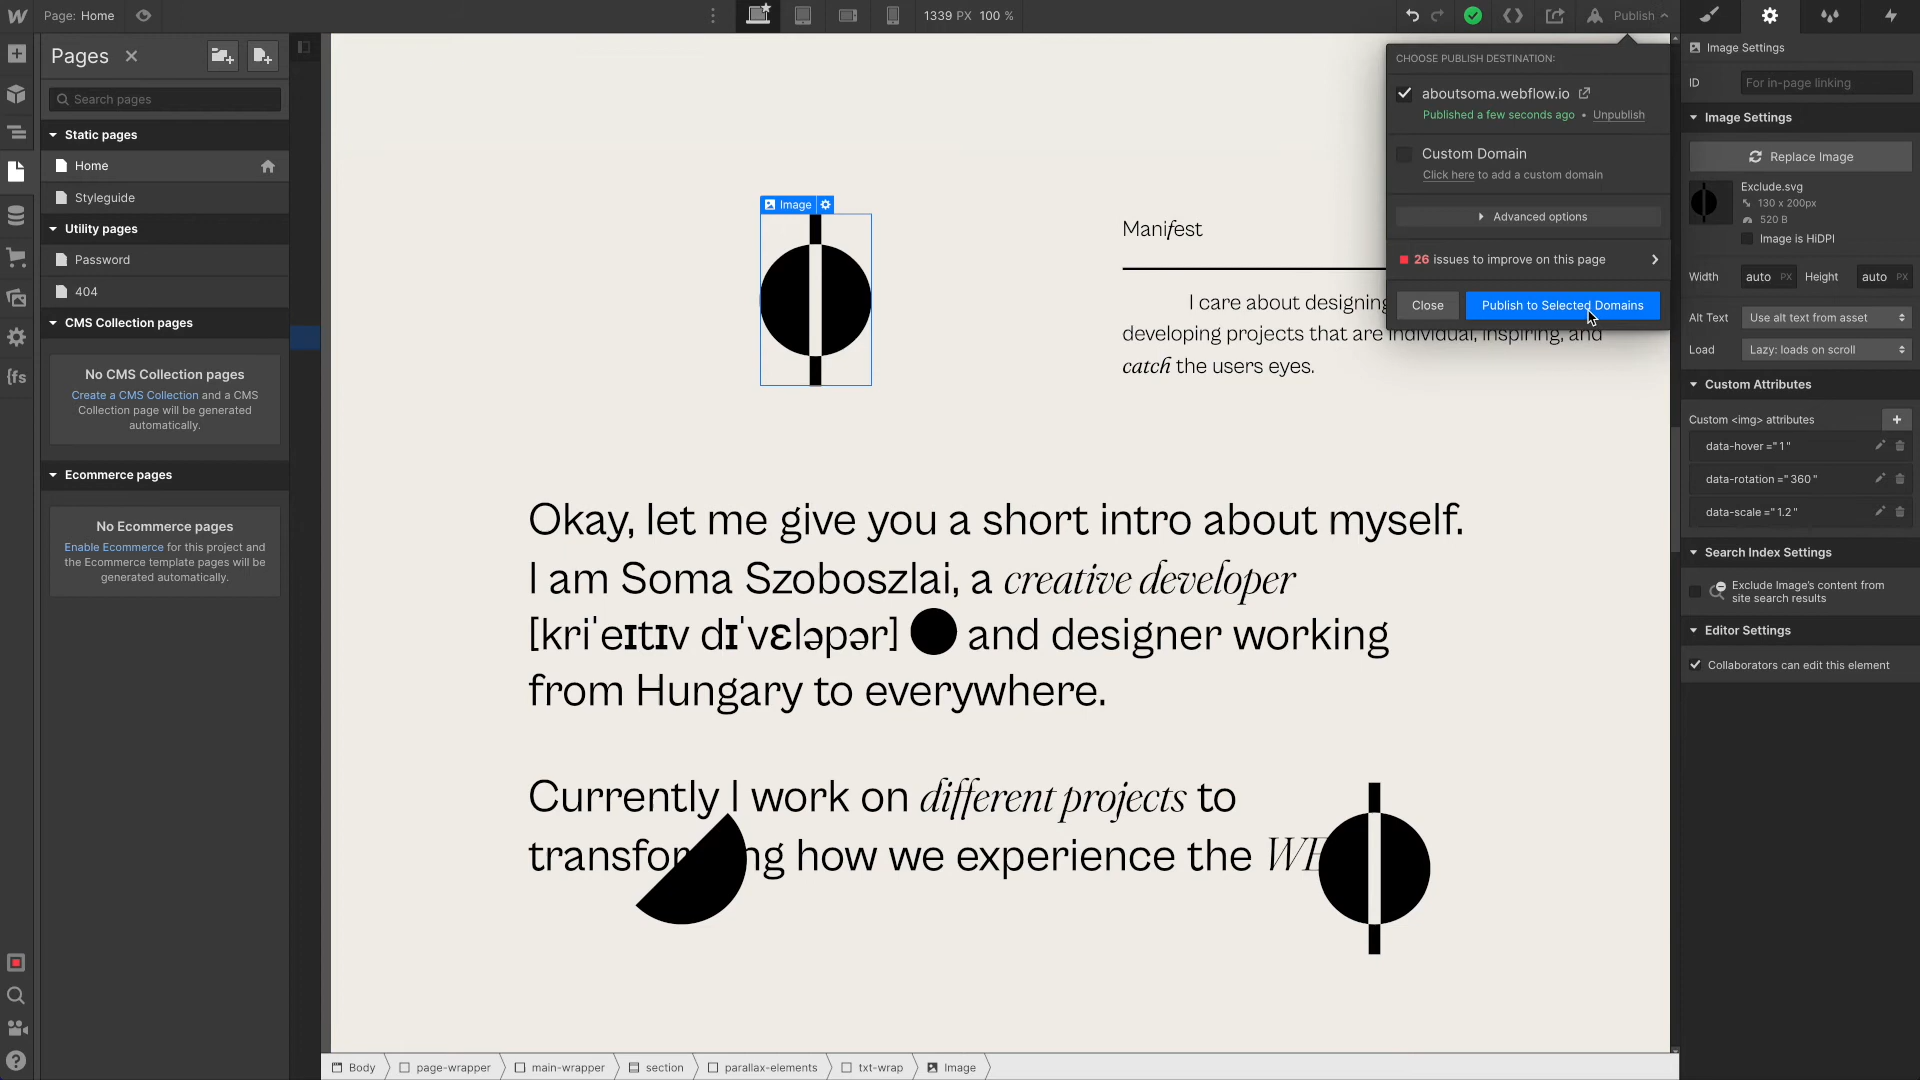 Page: Home
1339 PX 100 %
Publish
Pages
Search pages
Static pages
Home
Styleguide
Utility pages
Password
404
CMS Collection pages
No CMS Collection pages
Create a CMS Collection and a CMS
Collection page will be generated
automatically.
Ecommerce pages
No Ecommerce pages
Enable Ecommerce for this project and
the Ecommerce template pages will be
generated automatically.
Image
Manifest
I care about designing
developing projects that are individual, inspiring, and
catch the users eyes.
Okay, let me give you a short intro about myself.
I am Soma Szoboszlai, a creative developer
[kriˈeɪtɪv dɪˈvɛləpər] and designer working
from Hungary to everywhere.
Currently I work on different projects to
transfor ng how we experience the WE
CHOOSE PUBLISH DESTINATION:
aboutsoma.webflow.io
Published a few seconds ago • Unpublish
Custom Domain
Click here to add a custom domain
Advanced options
26 issues to improve on this page
Close
Publish to Selected Domains
Image Settings
ID
For in-page linking
Image Settings
Replace Image
Exclude.svg
130 x 200px
520 B
Image is HiDPI
Width auto PX Height auto PX
Alt Text Use alt text from asset
Load Lazy: loads on scroll
Custom Attributes
Custom <img> attributes
data-hover ="1"
data-rotation ="360"
data-scale ="1.2"
Search Index Settings
Exclude Image's content from
site search results
Editor Settings
Collaborators can edit this element
Body
page-wrapper
main-wrapper
section
parallax-elements
txt-wrap
Image